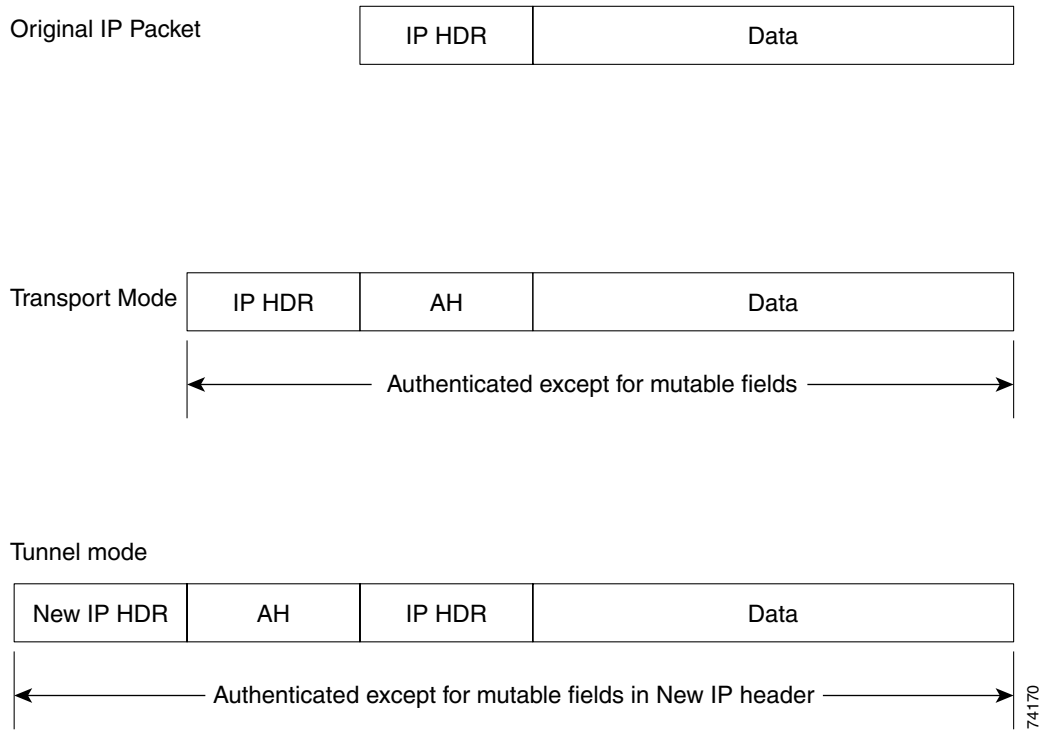 Original IP Packet
IP HDR
Data
Transport Mode
IP HDR
AH
Data
Authenticated except for mutable fields
Tunnel mode
New IP HDR
AH
IP HDR
Data
Authenticated except for mutable fields in New IP header
74170